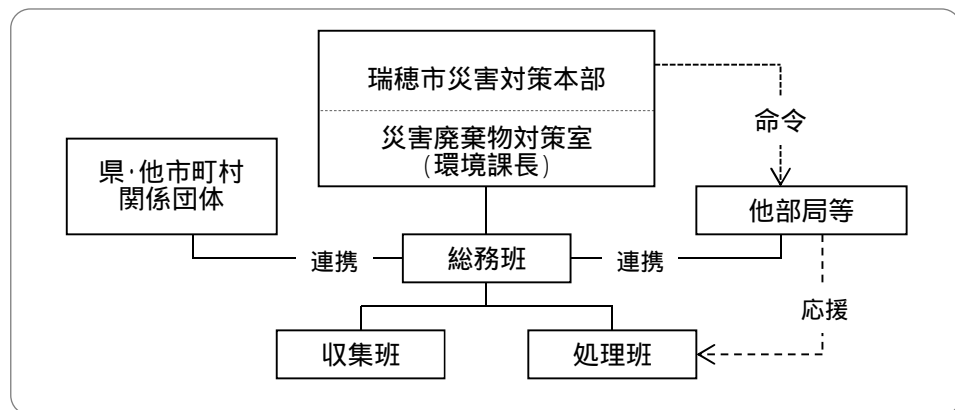 瑞穂市災害対策本部
災害廃棄物対策室
(環境課長)
命令
県・他市町村
関係団体
他部局等
連携
総務班
連携
応援
収集班
処理班